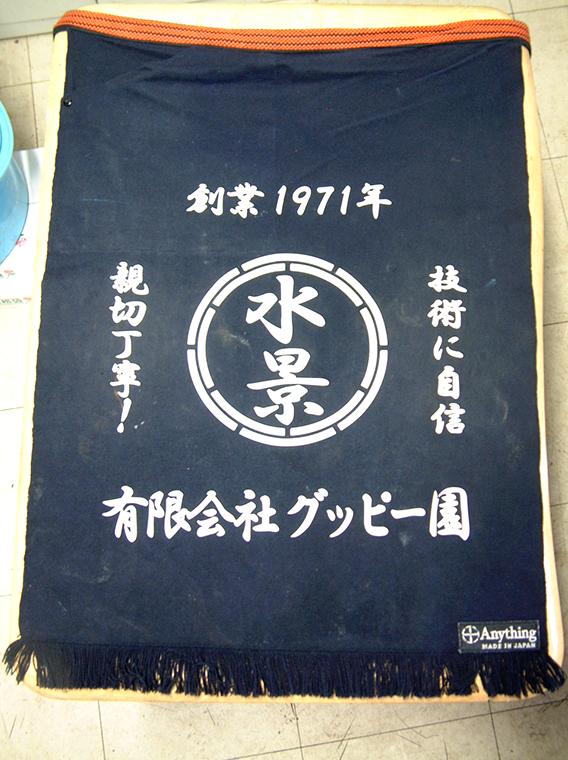 創業1971年
技術に自信
水景
親切丁寧!
有限会社グッピー園
Anything
MADE IN JAPAN